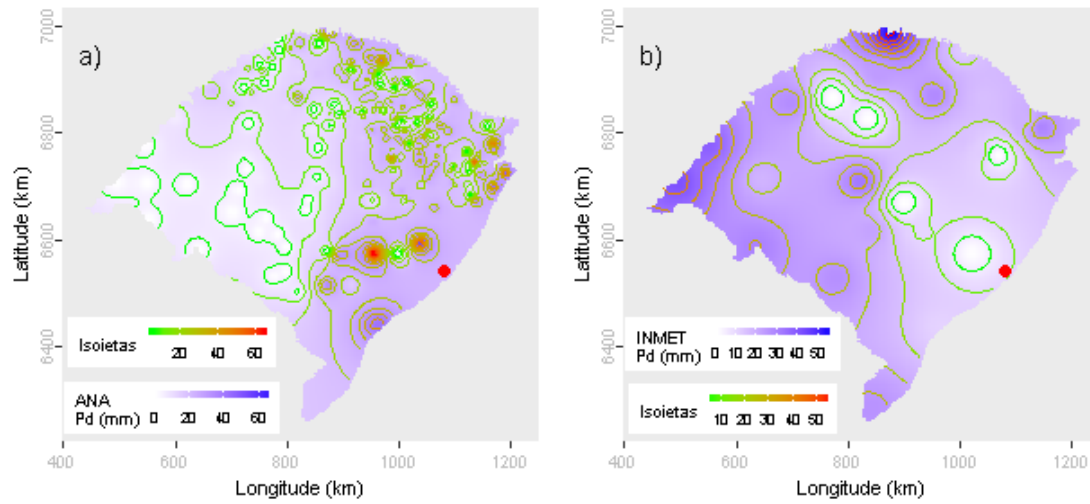 a)
7000
6800
6600
6400
Latitude (km)
Isoietas
20 40 60
ANA
Pd (mm)
0 20 40 60
400 600 800 1000 1200
Longitude (km)
b)
7000
6800
6600
6400
Latitude (km)
INMET
Pd (mm)
0 10 20 30 40 50
Isoietas
10 20 30 40 50
400 600 800 1000 1200
Longitude (km)